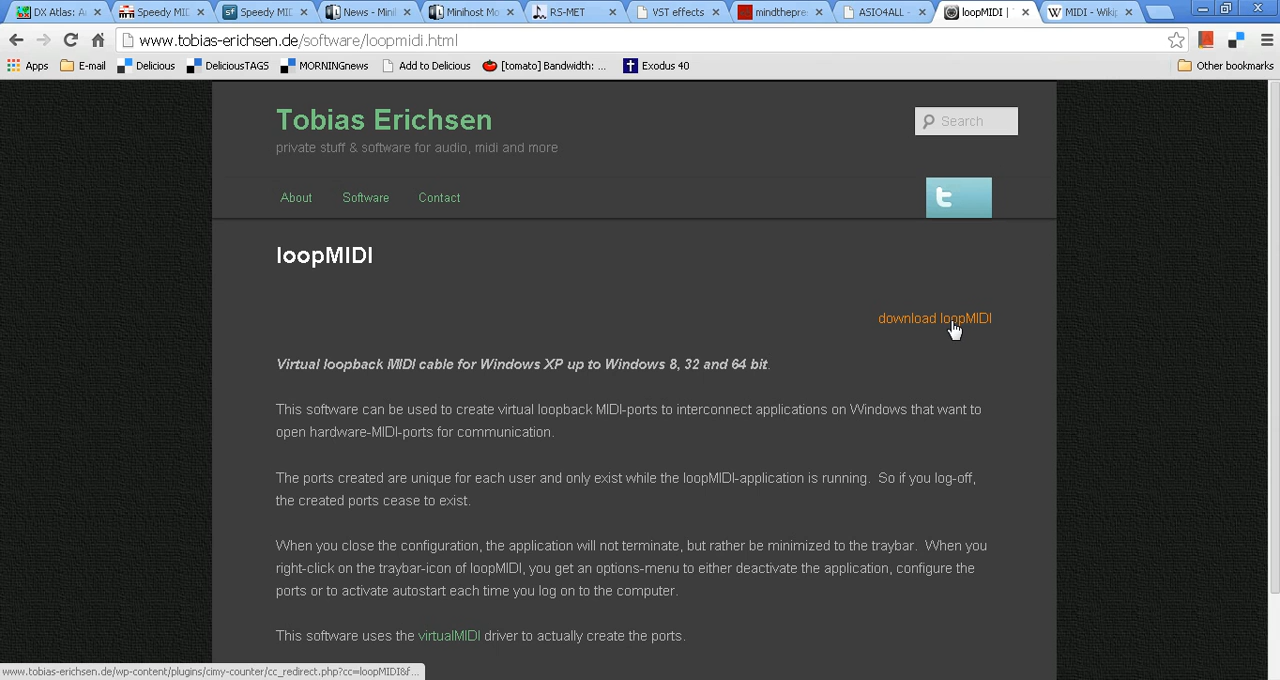 DX Atlas: Au
Speedy MID
Speedy MIDI
News - Minil
Minihost Mo
RS-MET
VST effects
mindthepres
ASIO4ALL -
loopMIDI | T
MIDI - Wikip
www.tobias-erichsen.de/software/loopmidi.html
Apps E-mail Delicious DeliciousTAGS MORNINGnews Add to Delicious [tomato] Bandwidth: ... Exodus 40 Other bookmarks
Tobias Erichsen
Search
private stuff & software for audio, midi and more
About Software Contact
loopMIDI
download loopMIDI
Virtual loopback MIDI cable for Windows XP up to Windows 8, 32 and 64 bit.
This software can be used to create virtual loopback MIDI-ports to interconnect applications on Windows that want to
open hardware-MIDI-ports for communication.
The ports created are unique for each user and only exist while the loopMIDI-application is running. So if you log-off,
the created ports cease to exist.
When you close the configuration, the application will not terminate, but rather be minimized to the traybar. When you
right-click on the traybar-icon of loopMIDI, you get an options-menu to either deactivate the application, configure the
ports or to activate autostart each time you log on to the computer.
This software uses the virtualMIDI driver to actually create the ports.
www.tobias-erichsen.de/wp-content/plugins/cimy-counter/cc_redirect.php?cc=loopMIDI&f...